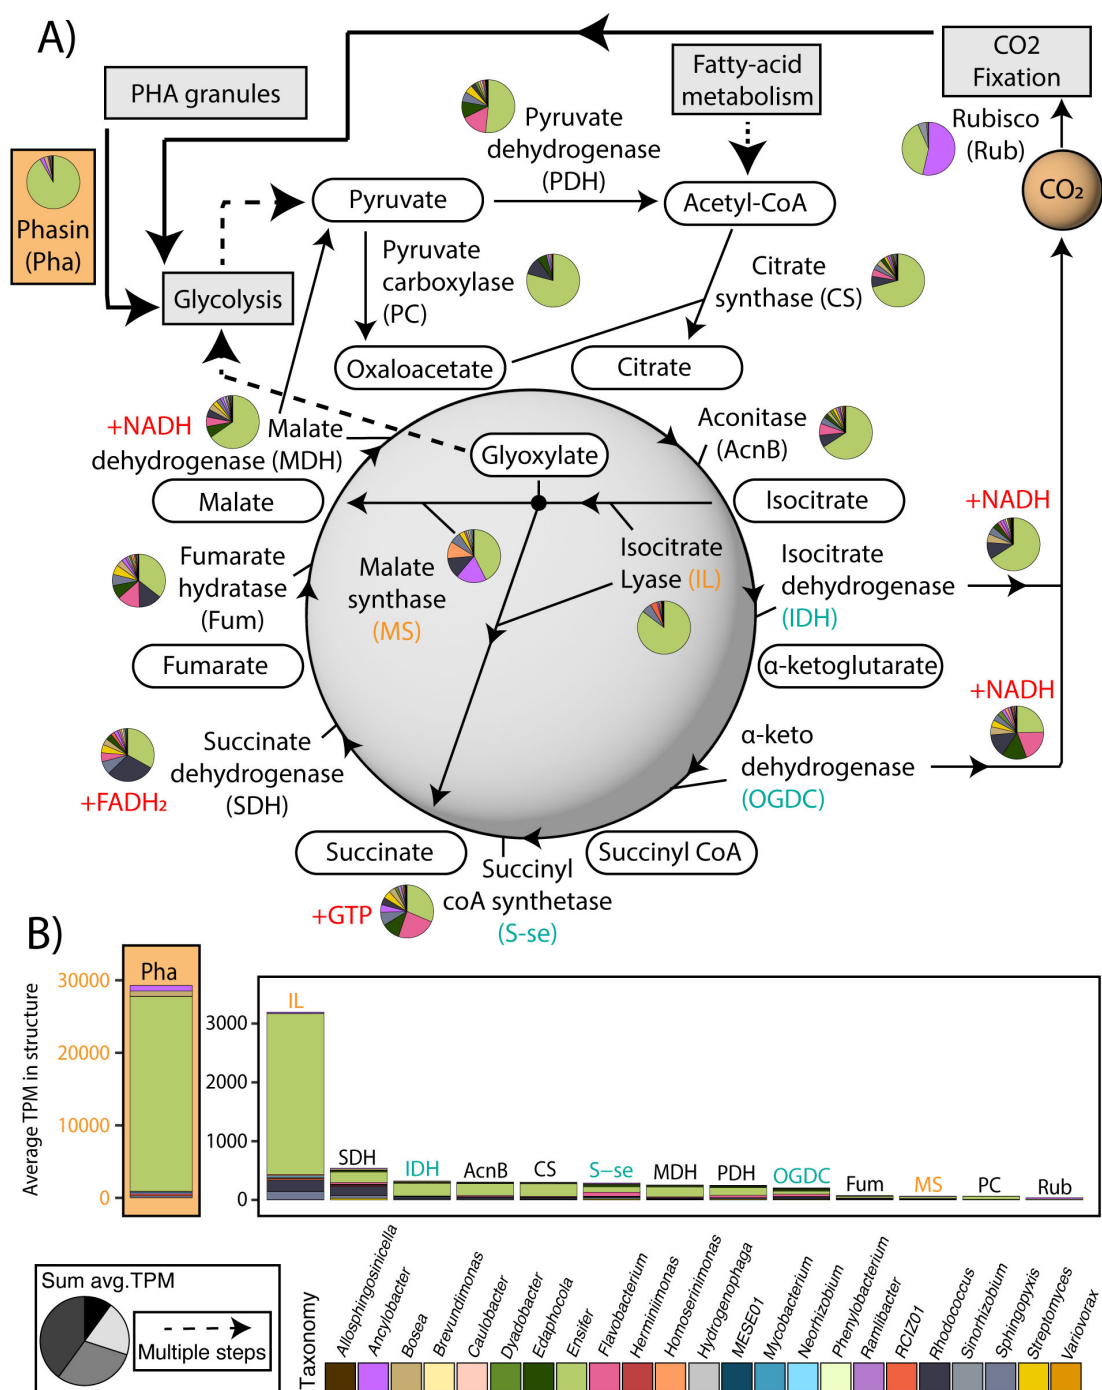 A)
PHA granules
Fatty-acid
metabolism
CO2
Fixation
Pyruvate
dehydrogenase
(PDH)
Rubisco
(Rub)
Phasin
(Pha)
Pyruvate
Acetyl-CoA
CO₂
Glycolysis
Pyruvate
carboxylase
(PC)
Citrate
synthase (CS)
Oxaloacetate
Citrate
+NADH
Malate
dehydrogenase (MDH)
Glyoxylate
Aconitase
(AcnB)
Malate
Isocitrate
+NADH
Fumarate
hydratase
(Fum)
Malate
synthase
(MS)
Isocitrate
Lyase (IL)
Isocitrate
dehydrogenase
(IDH)
Fumarate
α-ketoglutarate
+NADH
Succinate
dehydrogenase
(SDH)
+FADH₂
α-keto
dehydrogenase
(OGDC)
Succinate
Succinyl CoA
Succinyl
coA synthetase
(S-se)
+GTP
B)
Average TPM in structure
30000
20000
10000
0
Pha
3000
2000
1000
0
IL
SDH
IDH
AcnB
CS
S−se
MDH
PDH
OGDC
Fum
MS
PC
Rub
Sum avg.TPM
Multiple steps
Taxonomy
Allosphingosinicella
Ancylobacter
Bosea
Brevundimonas
Caulobacter
Dyadobacter
Edaphocola
Ensifer
Flavobacterium
Herminiimonas
Homoserinimonas
Hydrogenophaga
MESE01
Mycobacterium
Neorhizobium
Phenylobacterium
Ramlibacter
RCIZ01
Rhodococcus
Sinorhizobium
Sphingopyxis
Streptomyces
Variovorax